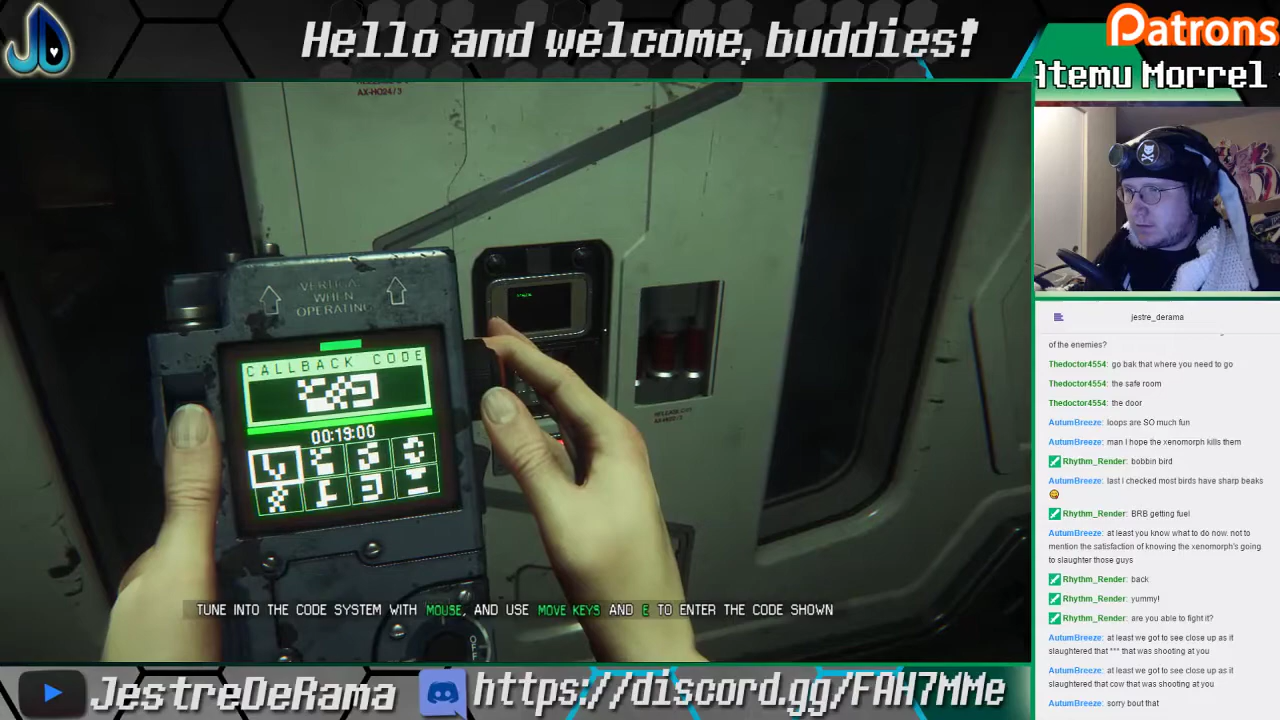 Hello and welcome, buddies!
Patrons
Atemu Morrel
AX-HO24/3
VERTICAL
WHEN
OPERATING
CALLBACK CODE
00:19:00
TUNE INTO THE CODE SYSTEM WITH MOUSE, AND USE MOVE KEYS AND E TO ENTER THE CODE SHOWN
jestre_derama
of the enemies?
Thedoctor4554: go bak that where you need to go
Thedoctor4554: the safe room
Thedoctor4554: the door
AutumBreeze: loops are SO much fun
AutumBreeze: man I hope the xenomorph kills them
Rhythm_Render: bobbin bird
AutumBreeze: last I checked most birds have sharp beaks
Rhythm_Render: BRB getting fuel
AutumBreeze: at least you know what to do now. not to
mention the satisfaction of knowing the xenomorph's going
to slaughter those guys
Rhythm_Render: back
Rhythm_Render: yummy!
Rhythm_Render: are you able to fight it?
AutumBreeze: at least we got to see close up as it
slaughtered that *** that was shooting at you
AutumBreeze: at least we got to see close up as it
slaughtered that cow that was shooting at you
AutumBreeze: sorry bout that
JestreDeRama
https://discord.gg/FAH7MMe